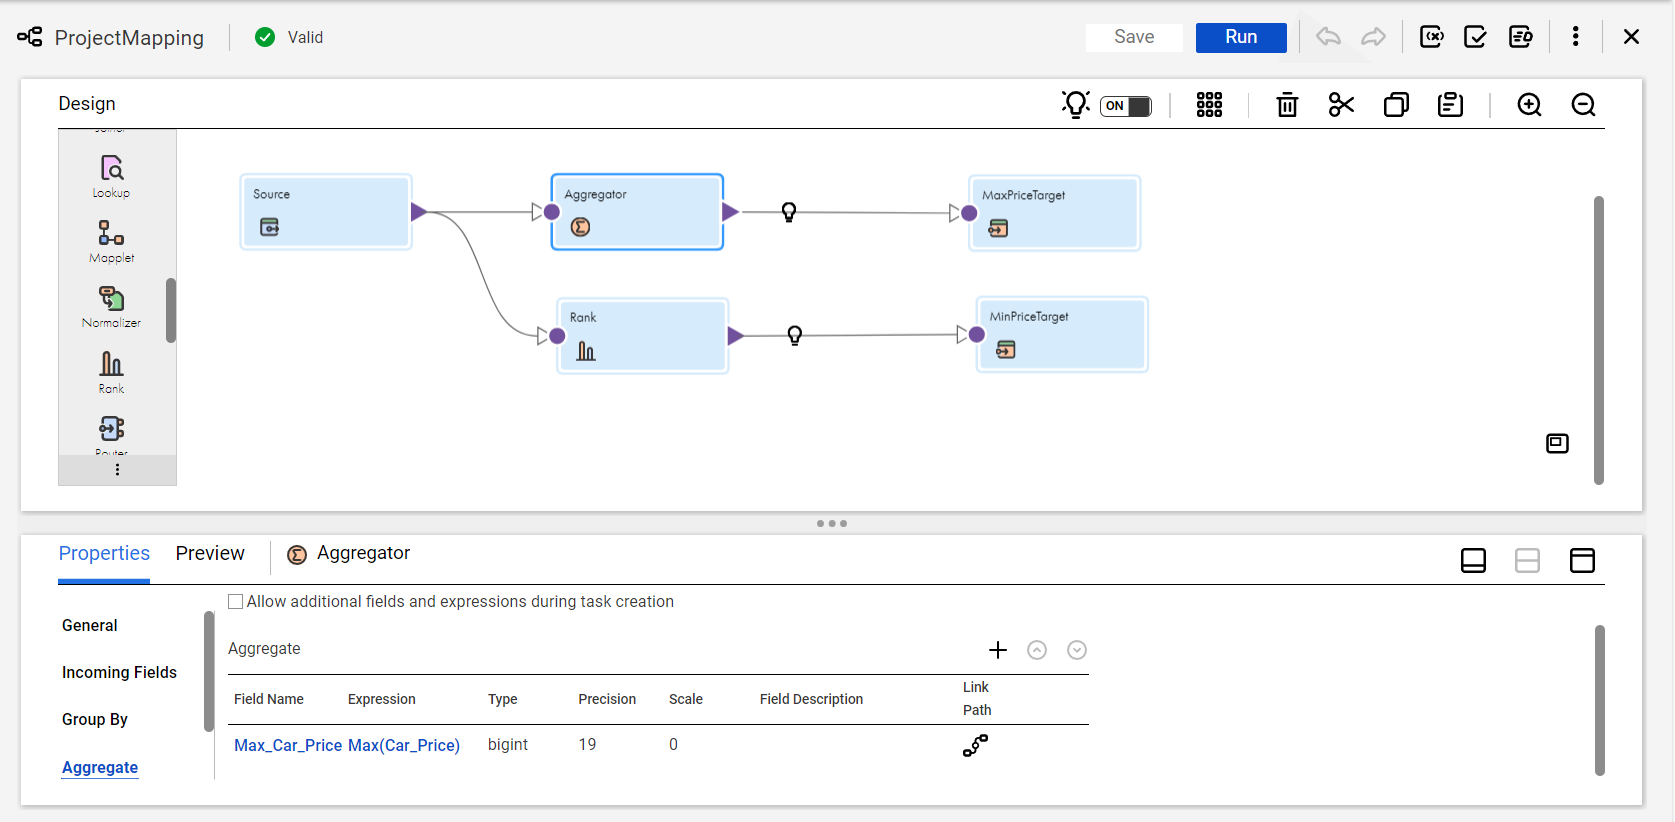 ProjectMapping
Valid
Save
Run
Design
ON
Lookup
Mapplet
Normalizer
Rank
Router
Source
Aggregator
MaxPriceTarget
Rank
MinPriceTarget
Properties
Preview
Aggregator
General
Incoming Fields
Group By
Aggregate
Allow additional fields and expressions during task creation
Aggregate
Field Name Expression Type Precision Scale Field Description Link Path
Max_Car_Price Max(Car_Price) bigint 19 0